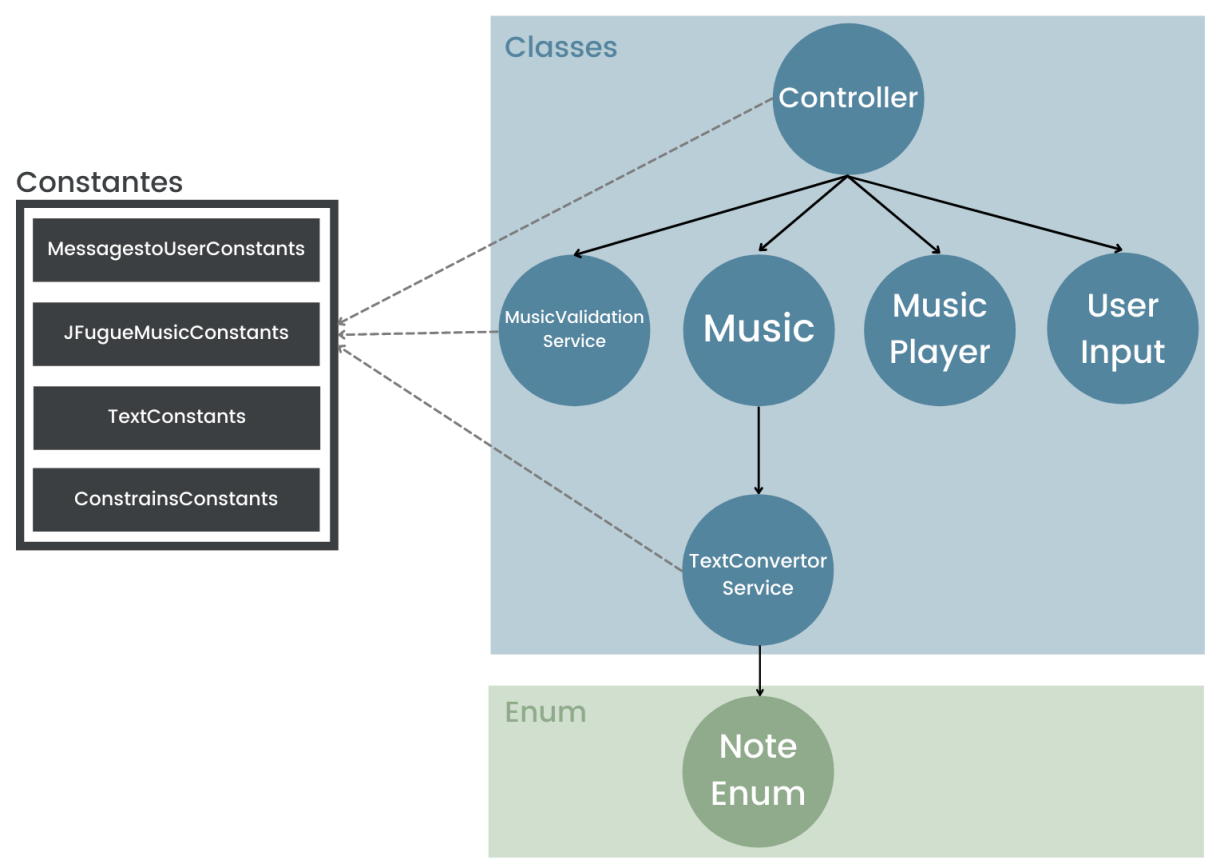 Classes
Controller
Constantes
MessagestoUserConstants
JFugueMusicConstants
TextConstants
ConstrainsConstants
MusicValidation
Service
Music
Music
Player
User
Input
TextConvertor
Service
Enum
Note
Enum